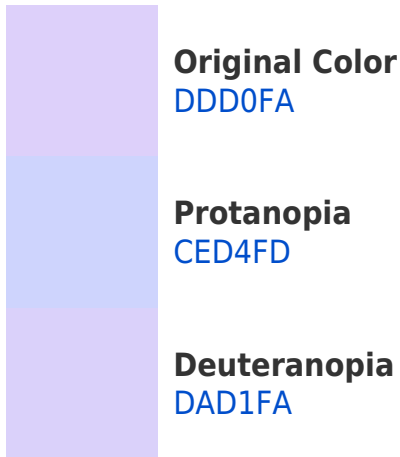 Original Color
DDD0FA
Protanopia
CED4FD
Deuteranopia
DAD1FA